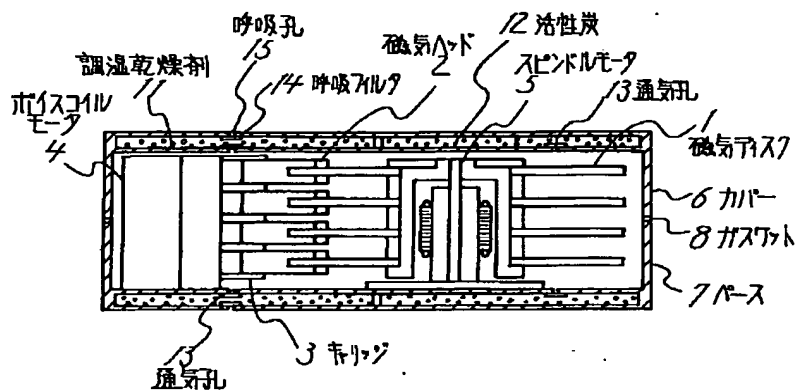 呼吸孔
15
調温乾燥剤
11
14 呼吸フィルタ
磁気ヘッド
2
12 活性炭
スピンドルモータ
5
13 通気孔
1
磁気ディスク
ボイスコイル
モータ
4
6 カバー
8 ガスケット
7 ベース
13
通気孔
3 キャリッジ